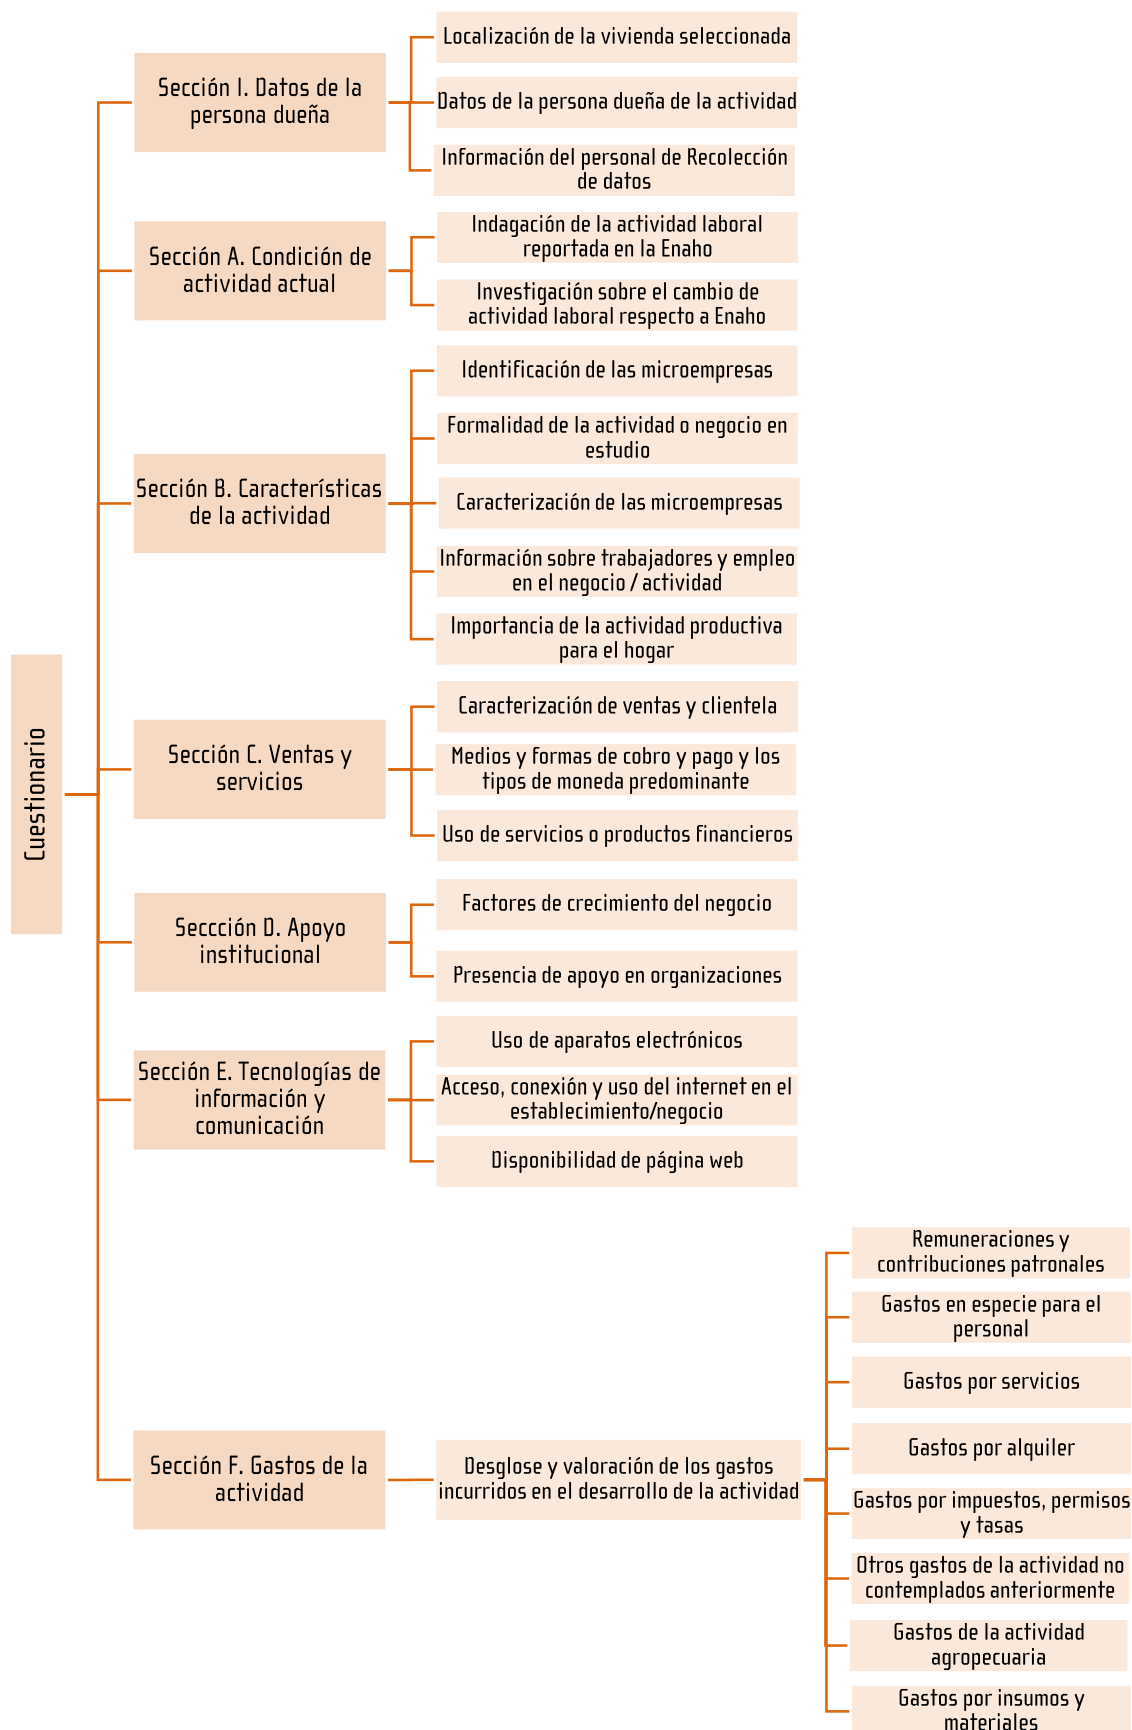 Cuestionario
Sección I. Datos de la
persona dueña
Localización de la vivienda seleccionada
Datos de la persona dueña de la actividad
Información del personal de Recolección
de datos
Sección A. Condición de
actividad actual
Indagación de la actividad laboral
reportada en la Enaho
Investigación sobre el cambio de
actividad laboral respecto a Enaho
Sección B. Características
de la actividad
Identificación de las microempresas
Formalidad de la actividad o negocio en
estudio
Caracterización de las microempresas
Información sobre trabajadores y empleo
en el negocio / actividad
Importancia de la actividad productiva
para el hogar
Sección C. Ventas y
servicios
Caracterización de ventas y clientela
Medios y formas de cobro y pago y los
tipos de moneda predominante
Uso de servicios o productos financieros
Seccción D. Apoyo
institucional
Factores de crecimiento del negocio
Presencia de apoyo en organizaciones
Sección E. Tecnologías de
información y
comunicación
Uso de aparatos electrónicos
Acceso, conexión y uso del internet en el
establecimiento/negocio
Disponibilidad de página web
Sección F. Gastos de la
actividad
Desglose y valoración de los gastos
incurridos en el desarrollo de la actividad
Remuneraciones y
contribuciones patronales
Gastos en especie para el
personal
Gastos por servicios
Gastos por alquiler
Gastos por impuestos, permisos
y tasas
Otros gastos de la actividad no
contemplados anteriormente
Gastos de la actividad
agropecuaria
Gastos por insumos y
materiales